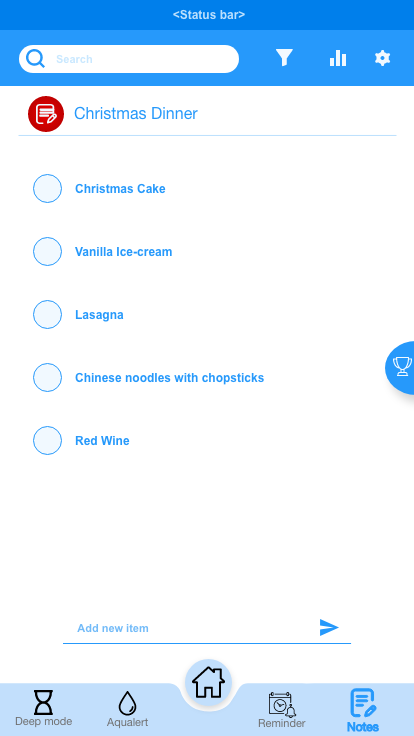 <Status bar>
Search
Christmas Dinner
Christmas Cake
Vanilla Ice-cream
Lasagna
Chinese noodles with chopsticks
Red Wine
Add new item
Deep mode
Aqualert
Reminder
Notes